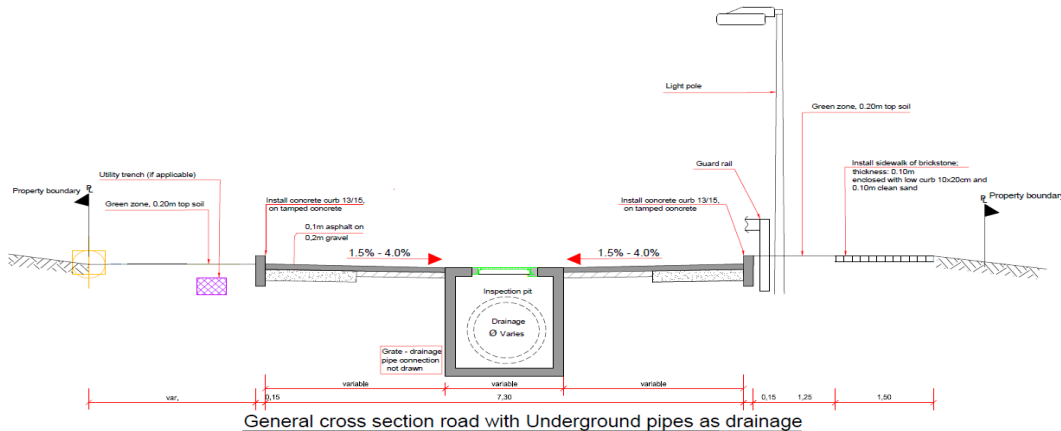 Light pole
Green zone, 0.20m top soil
Guard rail
Install sidewalk of brickstone;
thickness: 0.10m
enclosed with low curb 10x20cm and
0.10m clean sand
Utility trench (if applicable)
Property boundary
Green zone, 0.20m top soil
Install concrete curb 13/15,
on tamped concrete
0,1m asphalt on
0,2m gravel
1.5% - 4.0%
1.5% - 4.0%
Install concrete curb 13/15,
on tamped concrete
Property boundary
Inspection pit
Drainage
Ø Varies
Grate - drainage
pipe connection
not drawn
variable
variable
variable
var,
0,15
7,30
0,15
1,25
1,50
General cross section road with Underground pipes as drainage